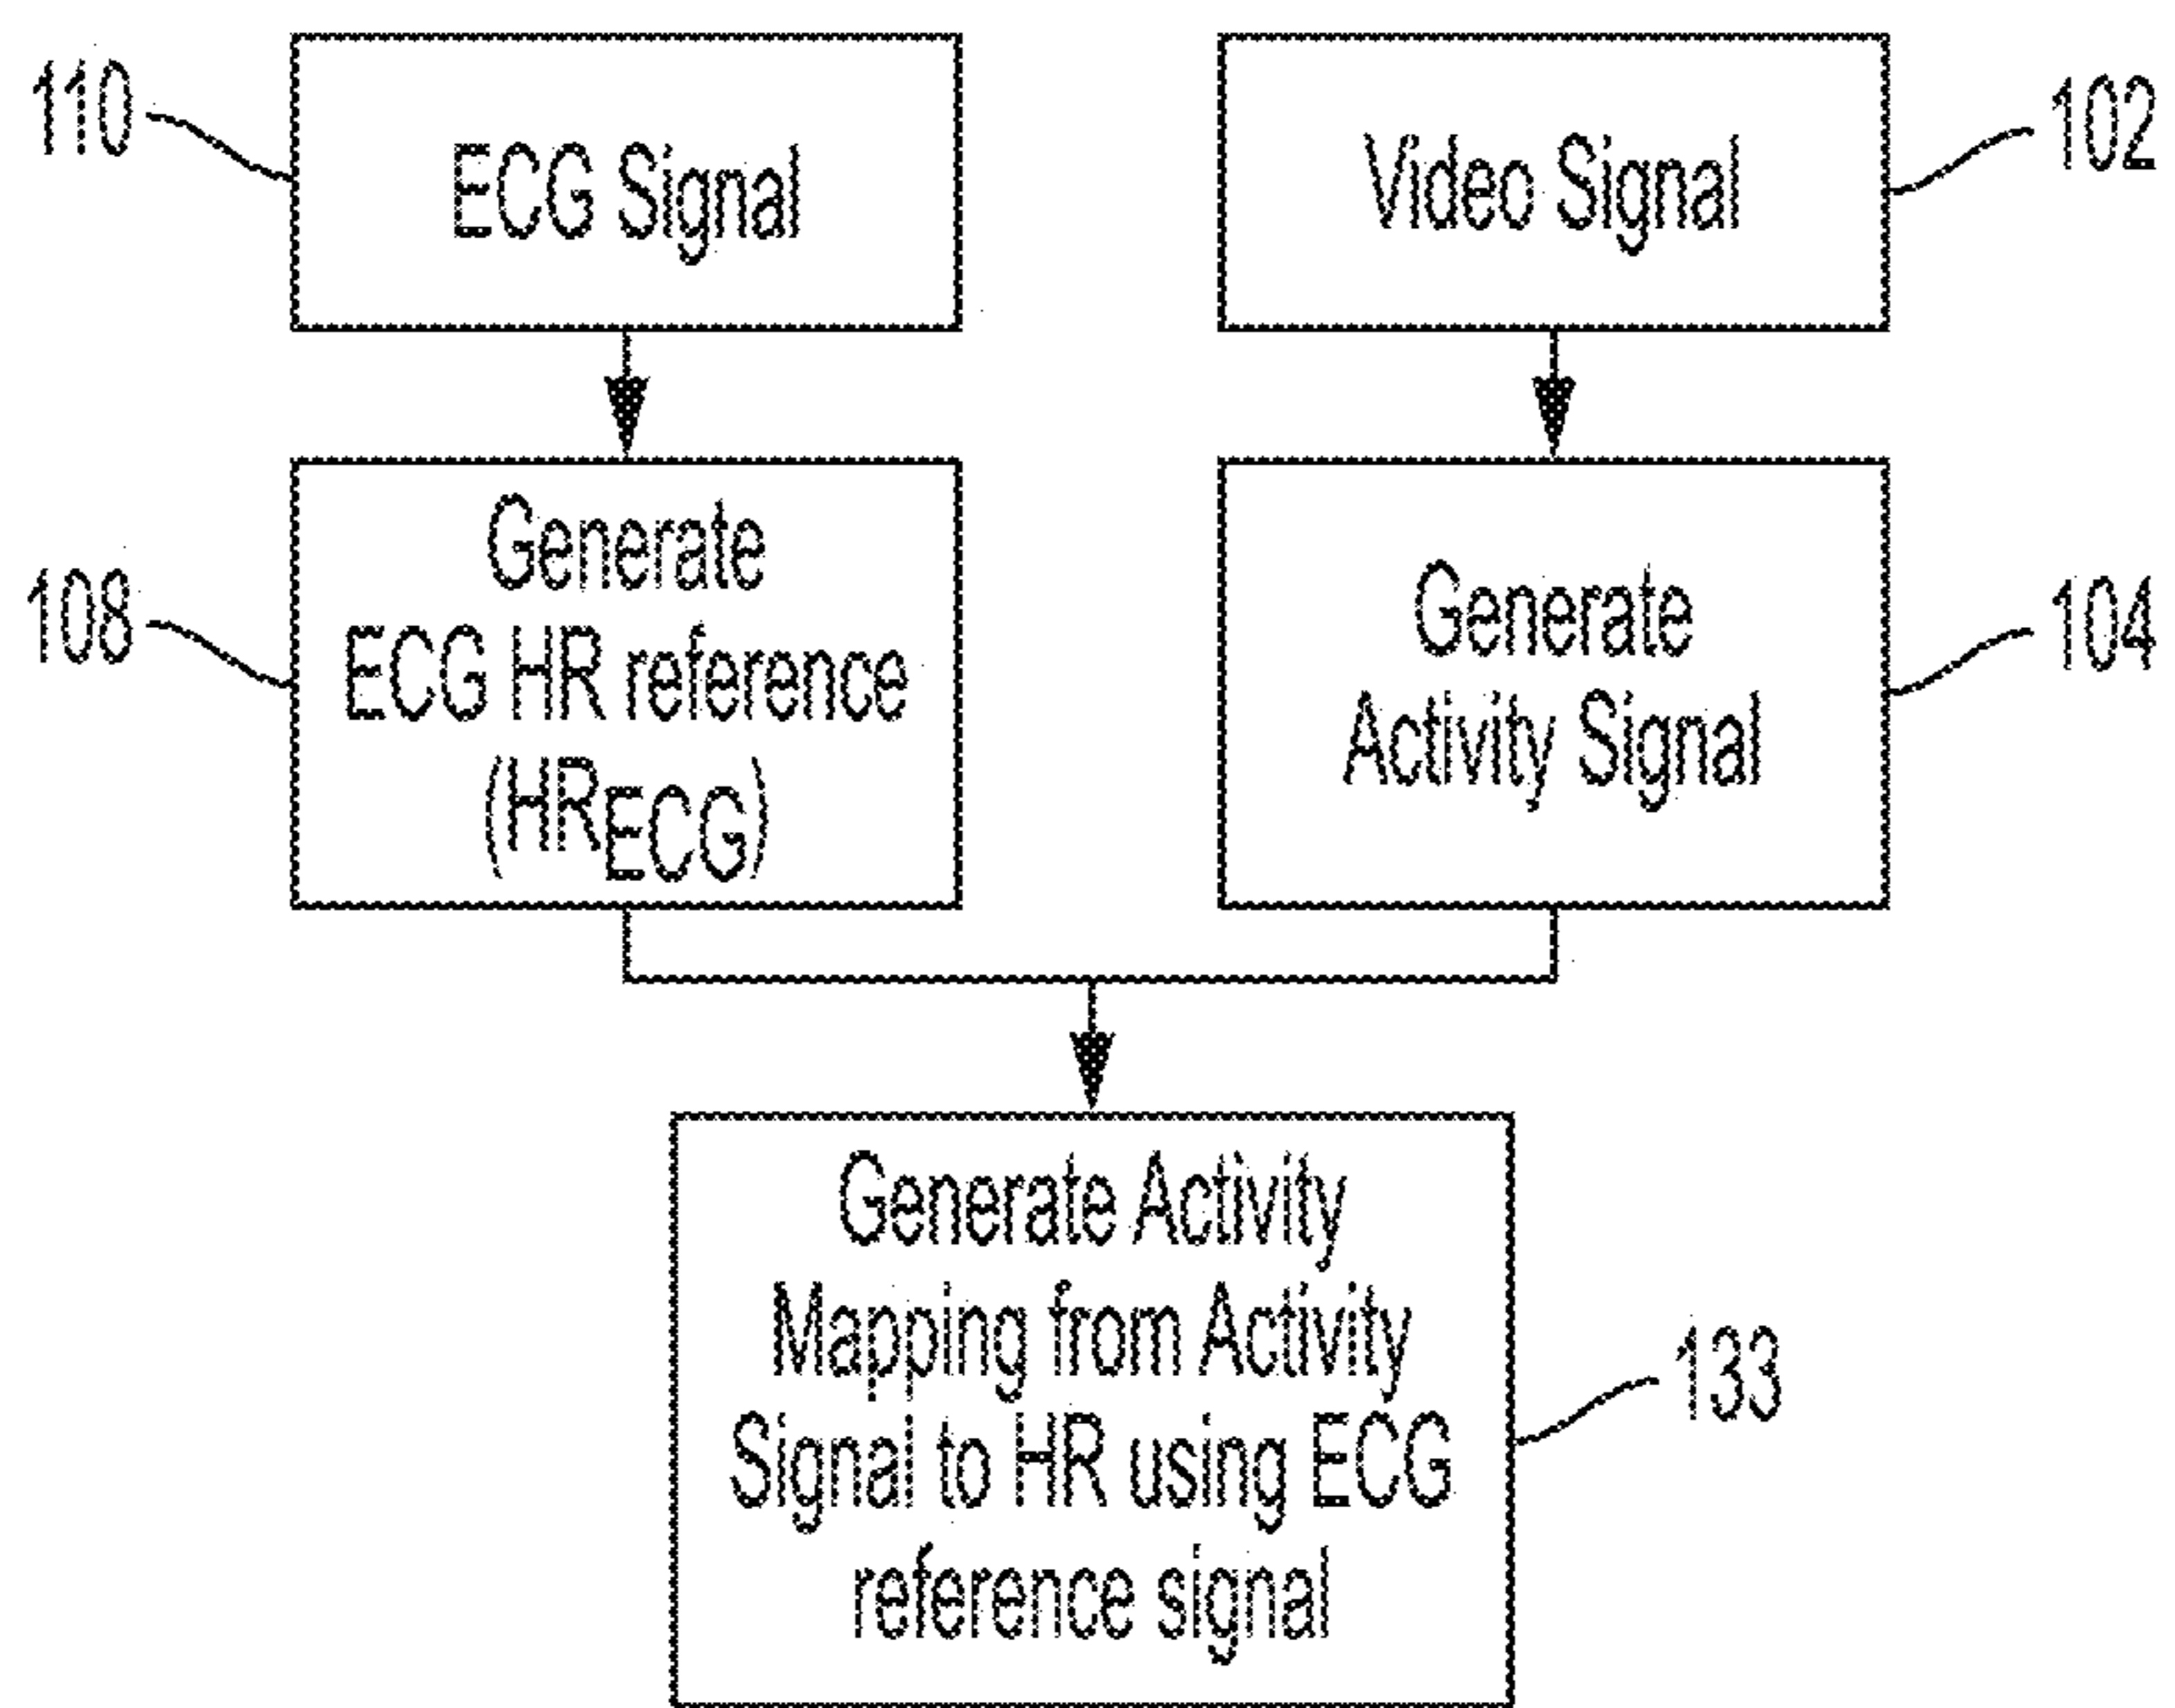 110
ECG Signal
Video Signal
102
108
Generate
ECG HR reference
(HRECG)
Generate
Activity Signal
104
Generate Activity
Mapping from Activity
Signal to HR using ECG
reference signal
133